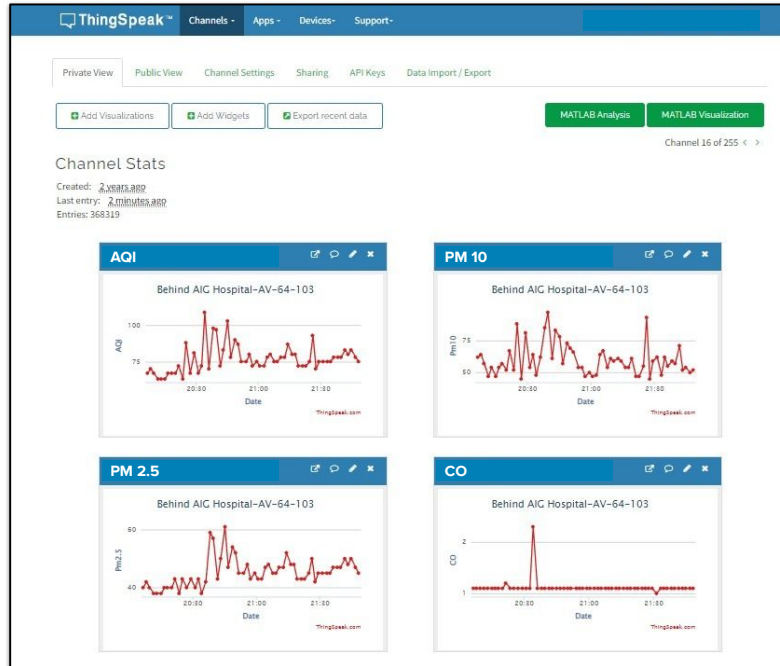 ThingSpeak™ Channels - Apps - Devices- Support-
Private View Public View Channel Settings Sharing API Keys Data Import / Export
Add Visualizations Add Widgets Export recent data MATLAB Analysis MATLAB Visualization
Channel 16 of 255 < >
Channel Stats
Created: 2 years ago
Last entry: 2 minutes ago
Entries: 368319
AQI
Behind AIG Hospital-AV-64-103
AQI
100
75
20:30 21:00 21:30
Date
ThingSpeak.com
PM 10
Behind AIG Hospital-AV-64-103
Pm10
75
50
20:30 21:00 21:30
Date
ThingSpeak.com
PM 2.5
Behind AIG Hospital-AV-64-103
Pm2.5
60
40
20:30 21:00 21:30
Date
ThingSpeak.com
CO
Behind AIG Hospital-AV-64-103
CO
2
1
20:30 21:00 21:30
Date
ThingSpeak.com